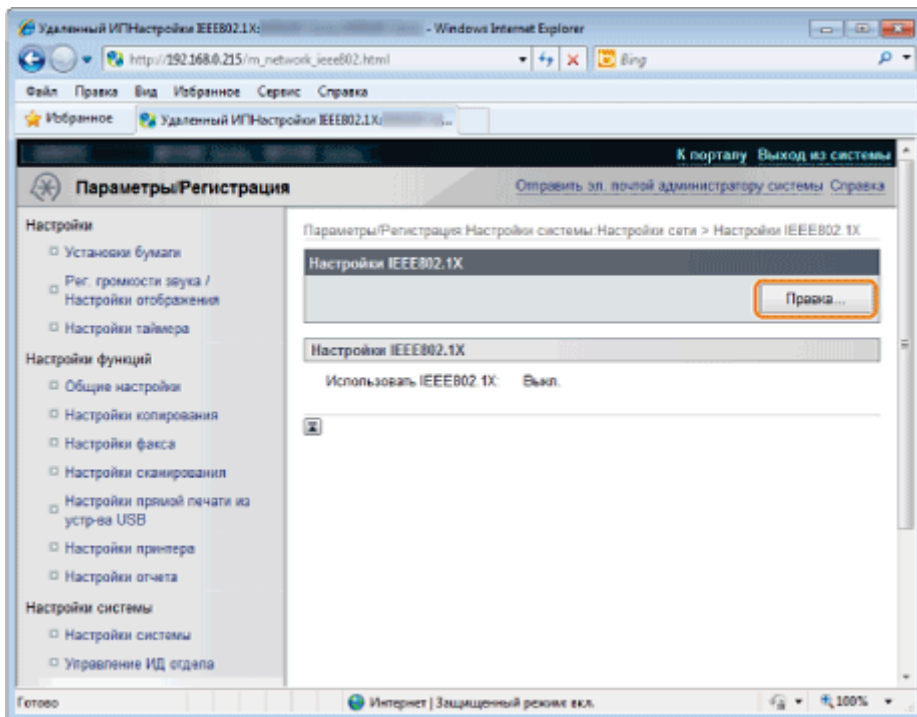 Удаленный ИПНастройки IEEE802.1X: - Windows Internet Explorer
http://192.168.0.215/m_network_ieee802.html
Bing
Файл Правка Вид Избранное Сервис Справка
Избранное Удаленный ИПНастройки IEEE802.1X: ...
К порталу Выход из системы
Параметры/Регистрация
Отправить эл. почтой администратору системы Справка
Настройки
Установки бумаги
Рег. громкости звука /
Настройки отображения
Настройки таймера
Настройки функций
Общие настройки
Настройки копирования
Настройки факса
Настройки сканирования
Настройки прямой печати из
устр-ва USB
Настройки принтера
Настройки отчета
Настройки системы
Настройки системы
Управление ИД отдела
Параметры/Регистрация:Настройки системы:Настройки сети > Настройки IEEE802.1X
Настройки IEEE802.1X
Правка...
Настройки IEEE802.1X
Использовать IEEE802.1X: Выкл.
Готово
Интернет | Защищенный режим: вкл.
100%